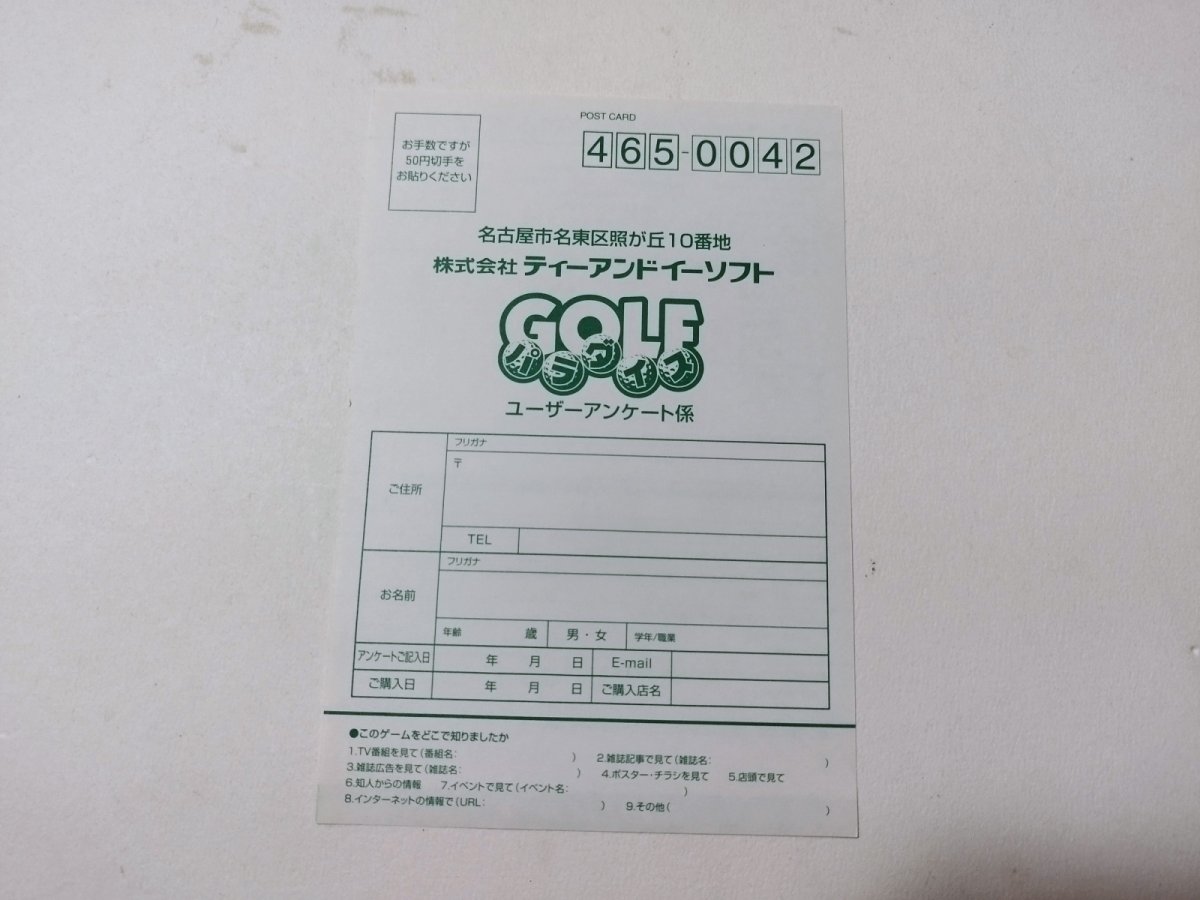 POST CARD
お手数ですが
50円切手を
お貼りください
465-0042
名古屋市名東区照が丘10番地
株式会社 ティーアンドイーソフト
GOLF
パラダイス
ユーザーアンケート係
フリガナ
ご住所
〒
TEL
フリガナ
お名前
年齢 歳 男・女 学年/職業
アンケートご記入日 年 月 日 E-mail
ご購入日 年 月 日 ご購入店名
●このゲームをどこで知りましたか
1.TV番組を見て(番組名: ) 2.雑誌記事で見て(雑誌名: )
3.雑誌広告を見て(雑誌名: ) 4.ポスター・チラシを見て 5.店頭で見て
6.知人からの情報 7.イベントで見て(イベント名: )
8.インターネットの情報で(URL: ) 9.その他( )